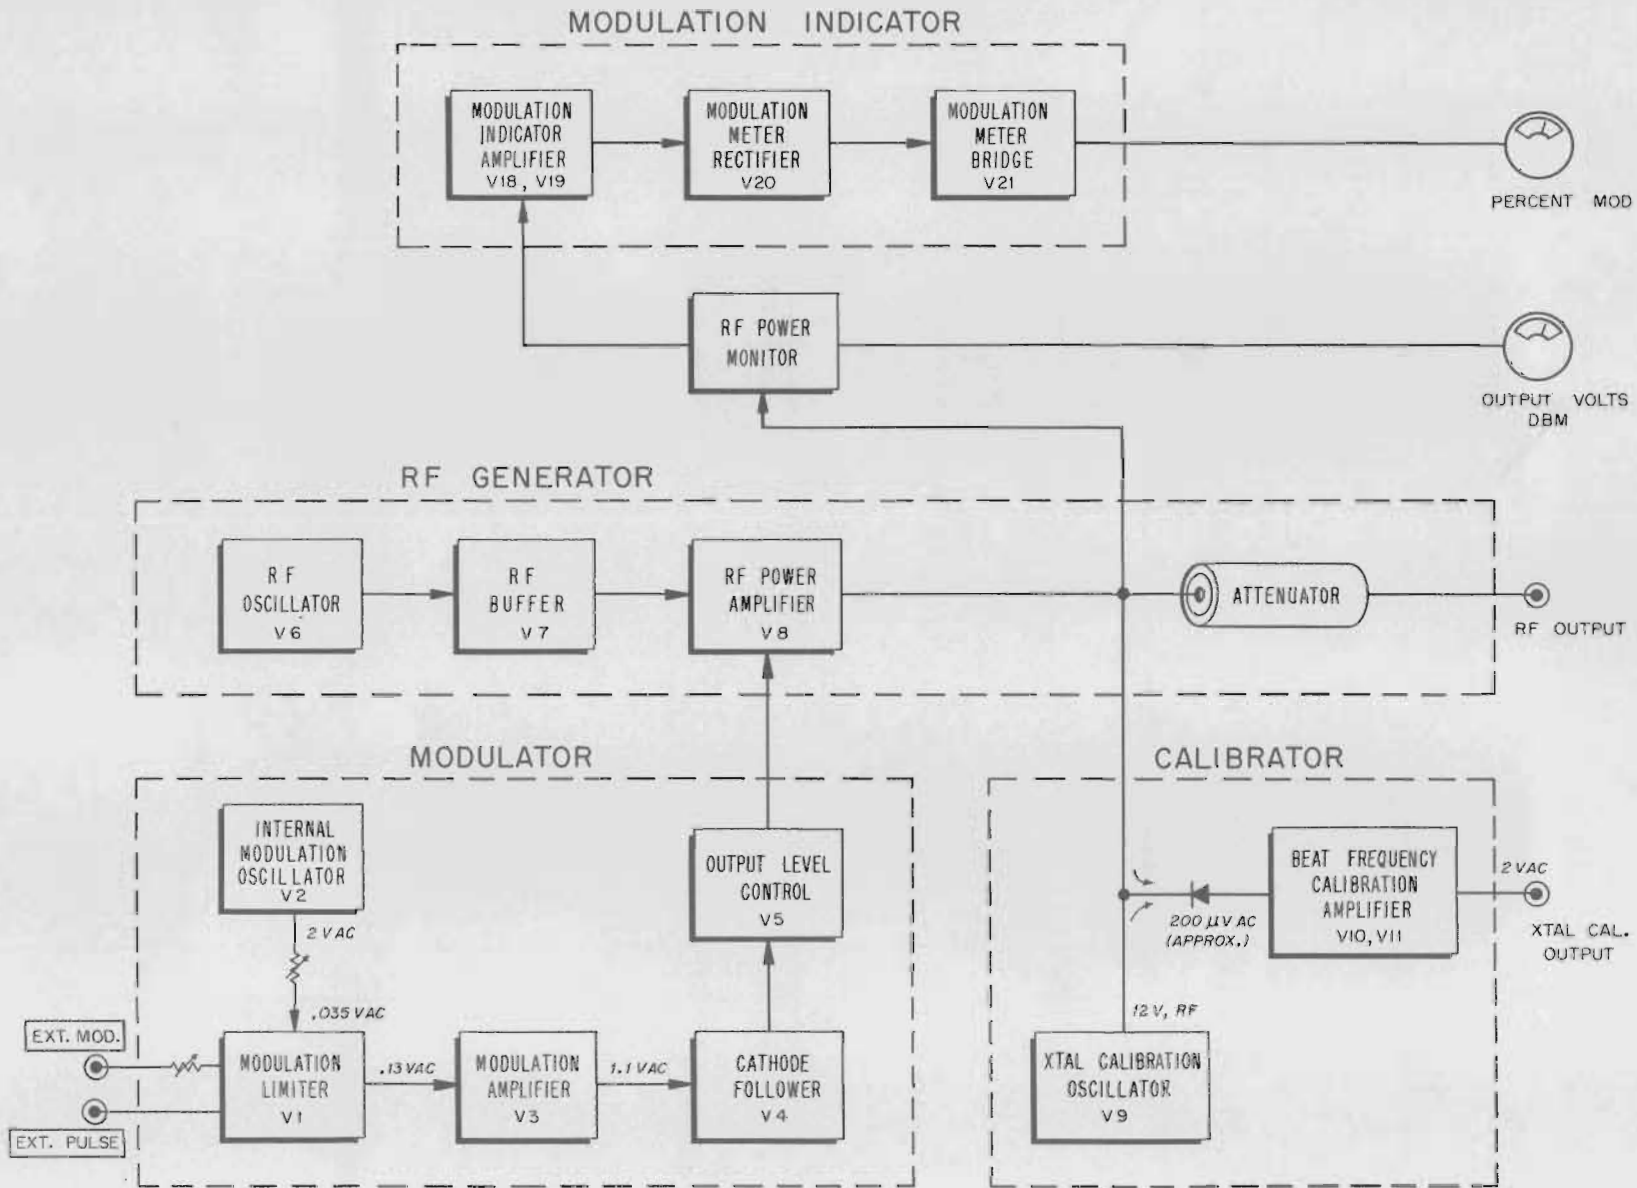 MODULATION INDICATOR
MODULATION
INDICATOR
AMPLIFIER
V18, V19
MODULATION
METER
RECTIFIER
V20
MODULATION
METER
BRIDGE
V21
PERCENT MOD
RF POWER
MONITOR
OUTPUT VOLTS
DBM
RF GENERATOR
RF
OSCILLATOR
V6
RF
BUFFER
V7
RF POWER
AMPLIFIER
V8
ATTENUATOR
RF OUTPUT
MODULATOR
INTERNAL
MODULATION
OSCILLATOR
V2
2 VAC
.035 VAC
EXT. MOD.
EXT. PULSE
MODULATION
LIMITER
V1
.13 VAC
MODULATION
AMPLIFIER
V3
1.1 VAC
CATHODE
FOLLOWER
V4
OUTPUT LEVEL
CONTROL
V5
CALIBRATOR
200 µV AC
(APPROX.)
BEAT FREQUENCY
CALIBRATION
AMPLIFIER
V10, V11
2 VAC
XTAL CAL.
OUTPUT
12 V, RF
XTAL CALIBRATION
OSCILLATOR
V9